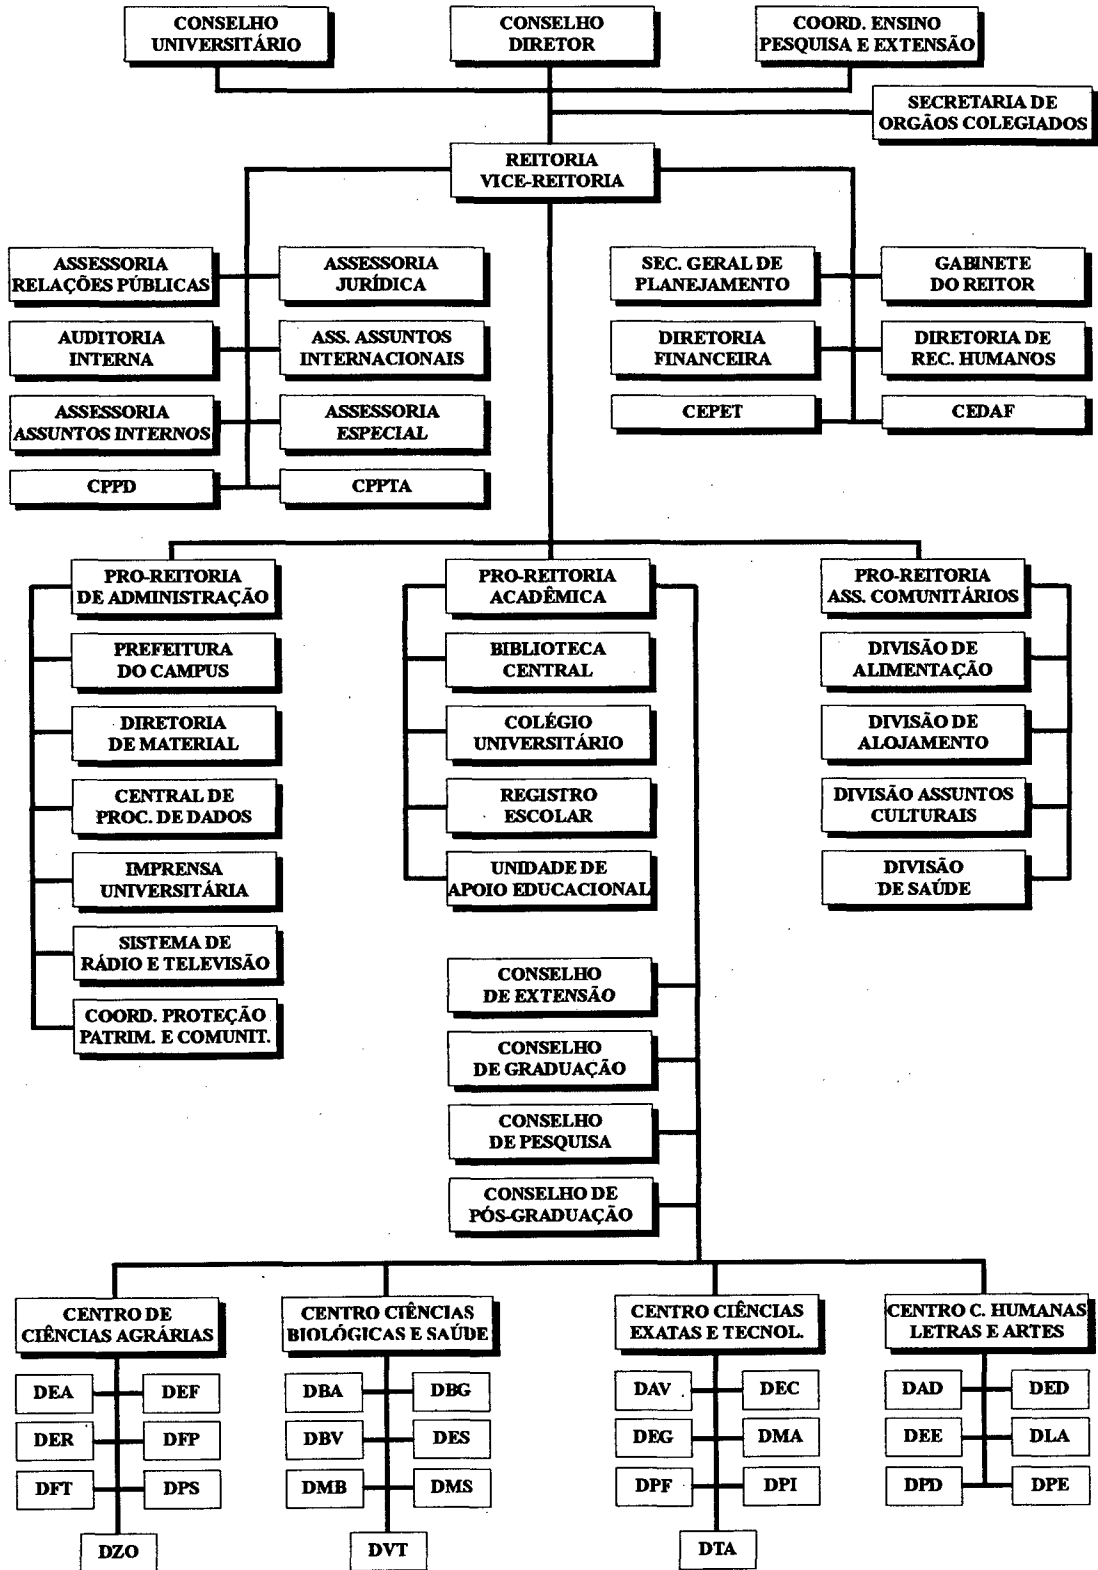 CONSELHO
UNIVERSITÁRIO
CONSELHO
DIRETOR
COORD. ENSINO
PESQUISA E EXTENSÃO
SECRETARIA DE
ORGÃOS COLEGIADOS
REITORIA
VICE-REITORIA
ASSESSORIA
RELAÇÕES PÚBLICAS
ASSESSORIA
JURÍDICA
SEC. GERAL DE
PLANEJAMENTO
GABINETE
DO REITOR
AUDITORIA
INTERNA
ASS. ASSUNTOS
INTERNACIONAIS
DIRETORIA
FINANCEIRA
DIRETORIA DE
REC. HUMANOS
ASSESSORIA
ASSUNTOS INTERNOS
ASSESSORIA
ESPECIAL
CEPET
CEDAF
CPPD
CPPTA
PRO-REITORIA
DE ADMINISTRAÇÃO
PREFEITURA
DO CAMPUS
DIRETORIA
DE MATERIAL
CENTRAL DE
PROC. DE DADOS
IMPRENSA
UNIVERSITÁRIA
SISTEMA DE
RÁDIO E TELEVISÃO
COORD. PROTEÇÃO
PATRIM. E COMUNIT.
PRO-REITORIA
ACADÊMICA
BIBLIOTECA
CENTRAL
COLÉGIO
UNIVERSITÁRIO
REGISTRO
ESCOLAR
UNIDADE DE
APOIO EDUCACIONAL
CONSELHO
DE EXTENSÃO
CONSELHO
DE GRADUAÇÃO
CONSELHO
DE PESQUISA
CONSELHO DE
PÓS-GRADUAÇÃO
PRO-REITORIA
ASS. COMUNITÁRIOS
DIVISÃO DE
ALIMENTAÇÃO
DIVISÃO DE
ALOJAMENTO
DIVISÃO ASSUNTOS
CULTURAIS
DIVISÃO
DE SAÚDE
CENTRO DE
CIÊNCIAS AGRÁRIAS
DEA
DEF
DER
DFP
DFT
DPS
DZO
CENTRO CIÊNCIAS
BIOLÓGICAS E SAÚDE
DBA
DBG
DBV
DES
DMB
DMS
DVT
CENTRO CIÊNCIAS
EXATAS E TECNOL.
DAV
DEC
DEG
DMA
DPF
DPI
DTA
CENTRO C. HUMANAS
LETRAS E ARTES
DAD
DED
DEE
DLA
DPD
DPE